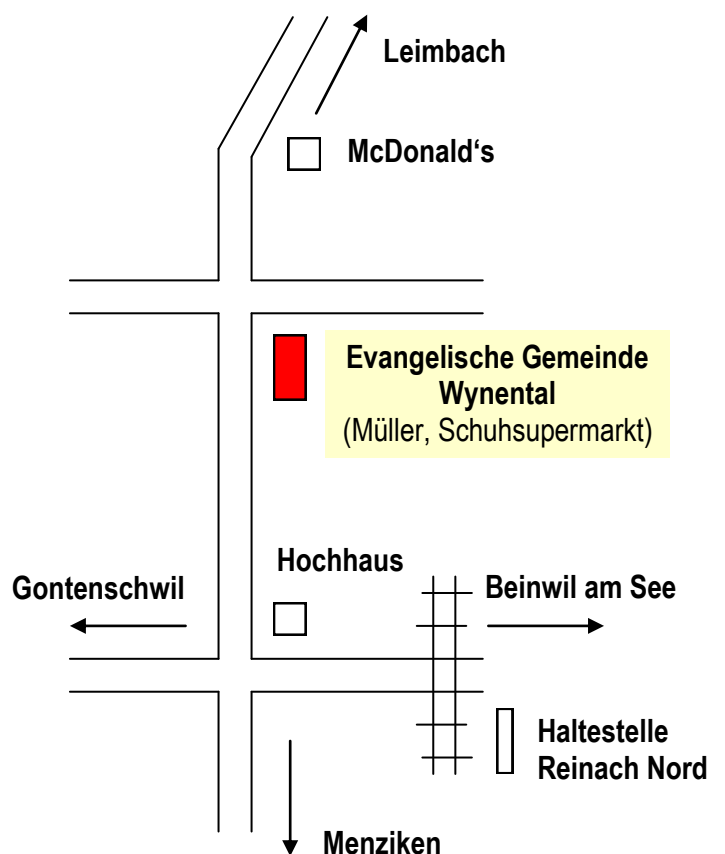 Leimbach
McDonald‘s
Evangelische Gemeinde
Wynental
(Müller, Schuhsupermarkt)
Hochhaus
Gontenschwil
Beinwil am See
Haltestelle
Reinach Nord
Menziken